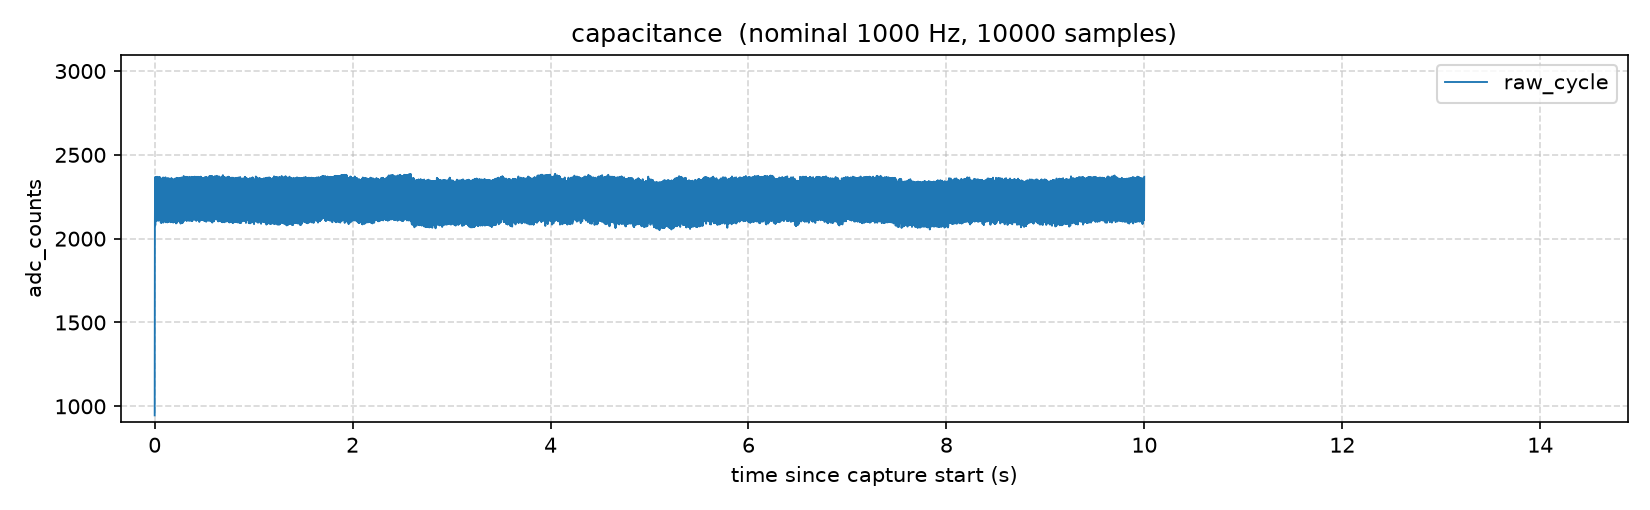 capacitance  (nominal 1000 Hz, 10000 samples)
raw_cycle
adc_counts
3000
2500
2000
1500
1000
0 2 4 6 8 10 12 14
time since capture start (s)